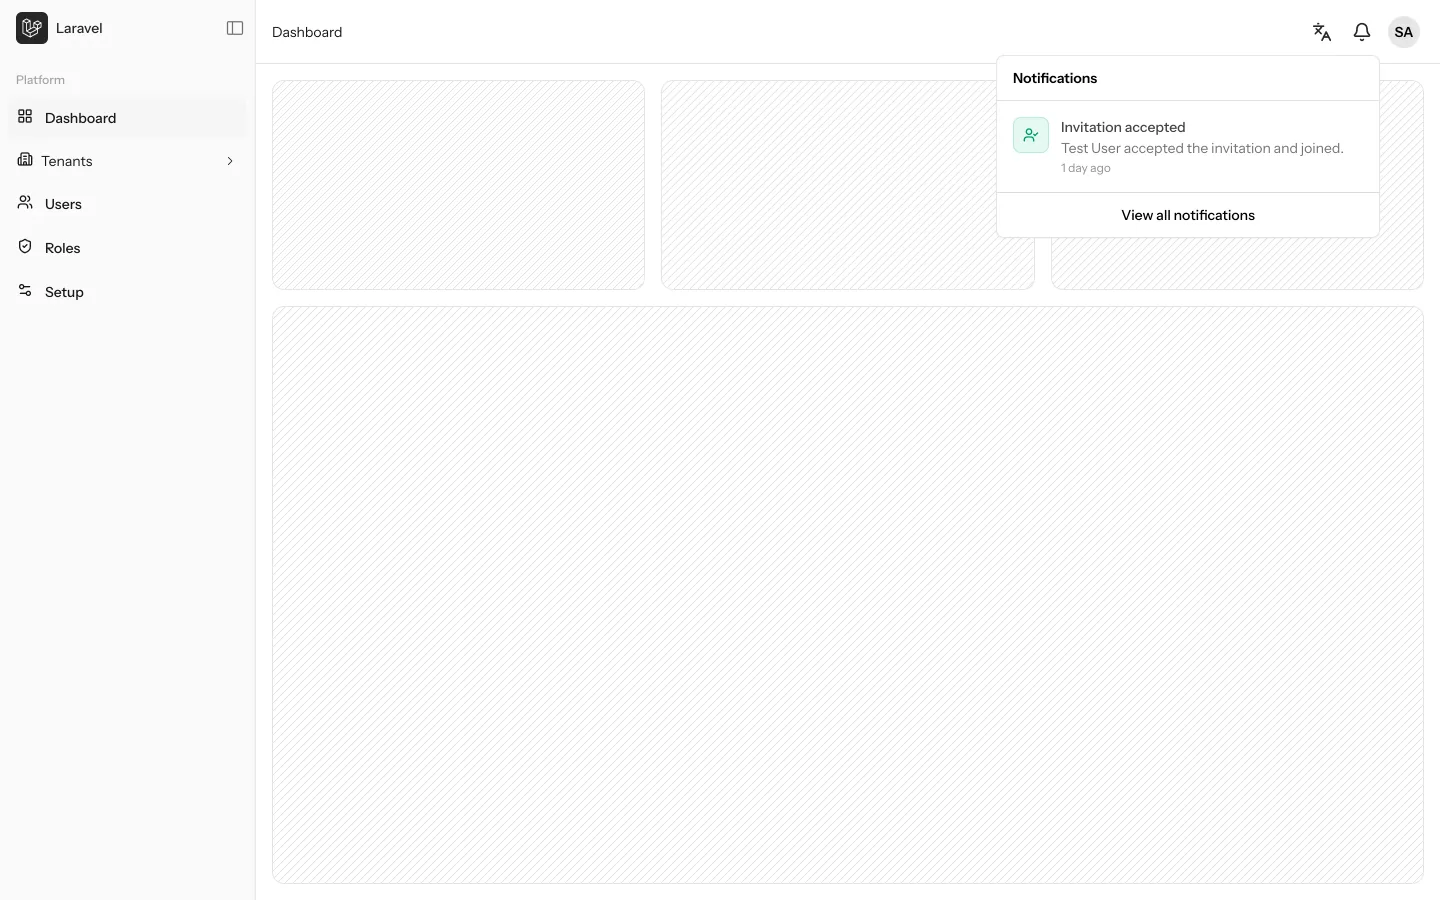 Laravel
Platform
Dashboard
Tenants
Users
Roles
Setup
Dashboard
SA
Notifications
Invitation accepted
Test User accepted the invitation and joined.
1 day ago
View all notifications